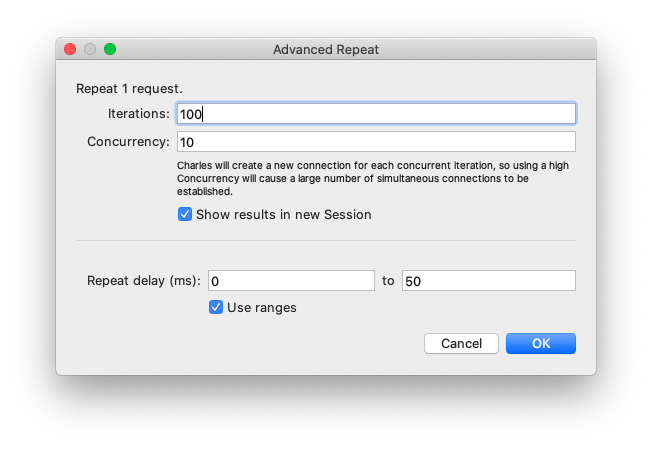 Advanced Repeat
Repeat 1 request.
Iterations: 100
Concurrency: 10
Charles will create a new connection for each concurrent iteration, so using a high
Concurrency will cause a large number of simultaneous connections to be
established.
Show results in new Session
Repeat delay (ms): 0 to 50
Use ranges
Cancel OK